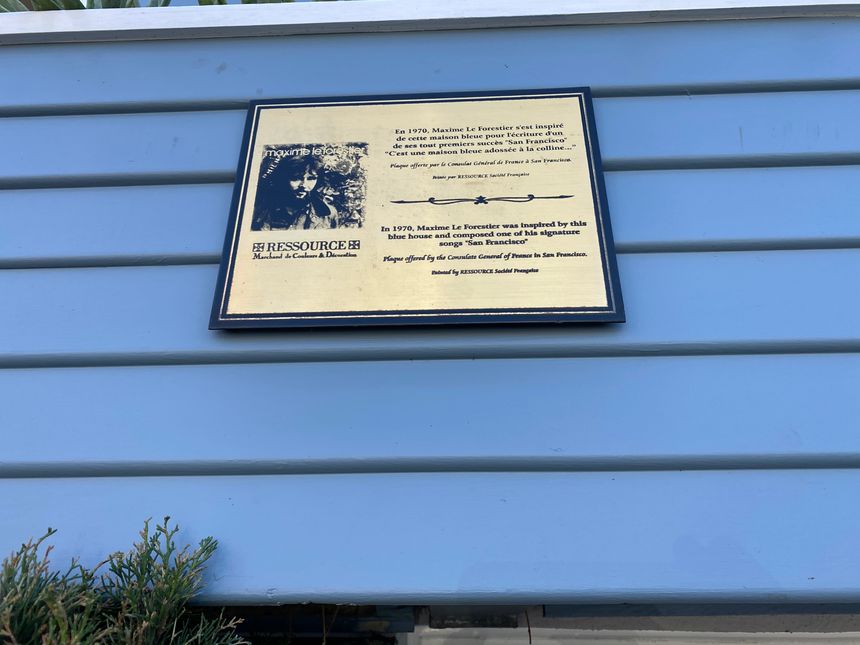 maxime le forestier
RESSOURCE
Marchand de Couleurs & Décoration
En 1970, Maxime Le Forestier s'est inspiré
de cette maison bleue pour l'écriture d'un
de ses tout premiers succès "San Francisco"
"C'est une maison bleue adossée à la colline..."
Plaque offerte par le Consulat Général de France à San Francisco.
Peinte par RESSOURCE Société Française
In 1970, Maxime Le Forestier was inspired by this
blue house and composed one of his signature
songs "San Francisco"
Plaque offered by the Consulate General of France in San Francisco.
Painted by RESSOURCE Société Française